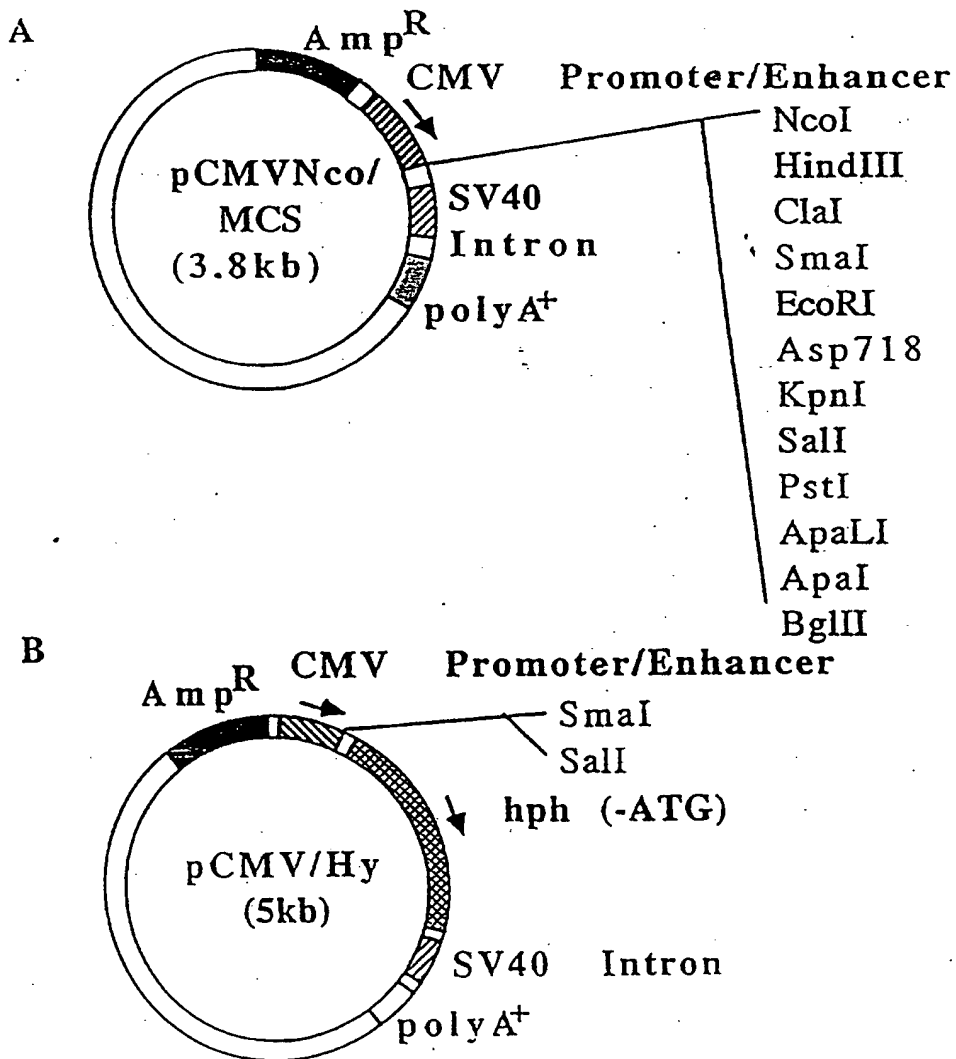 A
AmpR
CMV Promoter/Enhancer
NcoI
HindIII
ClaI
SmaI
EcoRI
Asp718
KpnI
SalI
PstI
ApaLI
ApaI
BglII
pCMVNco/
MCS
(3.8kb)
SV40
Intron
polyA+
B
AmpR
CMV Promoter/Enhancer
SmaI
SalI
hph (-ATG)
pCMV/Hy
(5kb)
SV40 Intron
polyA+